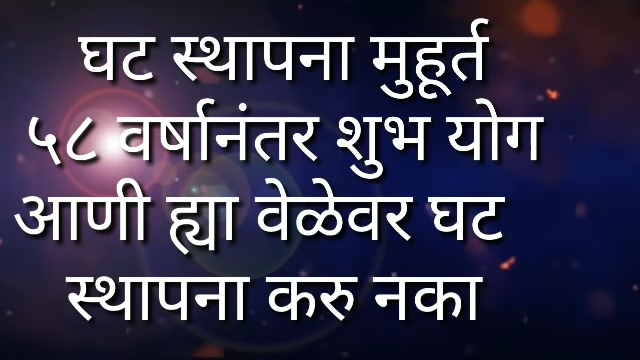 घट स्थापना मुहूर्त
५८ वर्षानंतर शुभ योग
आणी ह्या वेळेवर घट
स्थापना करु नका